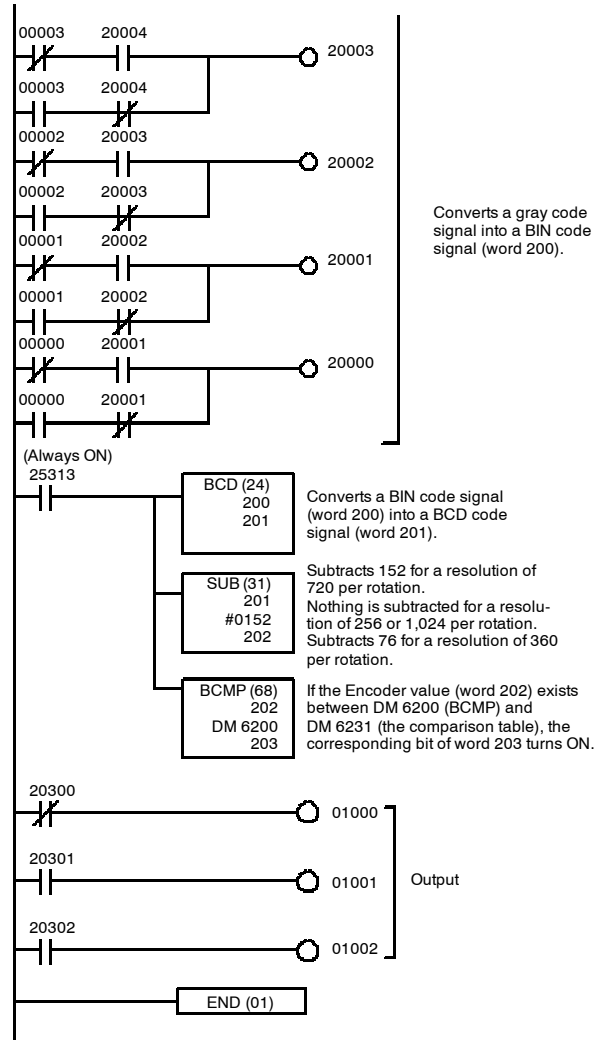 00003 20004
20003
00003 20004
00002 20003
20002
00002 20003
Converts a gray code
signal into a BIN code
signal (word 200).
00001 20002
20001
00001 20002
00000 20001
20000
00000 20001
(Always ON)
25313
BCD (24)
200
201
Converts a BIN code signal
(word 200) into a BCD code
signal (word 201).
SUB (31)
201
#0152
202
Subtracts 152 for a resolution of
720 per rotation.
Nothing is subtracted for a resolu-
tion of 256 or 1,024 per rotation.
Subtracts 76 for a resolution of 360
per rotation.
BCMP (68)
202
DM 6200
203
If the Encoder value (word 202) exists
between DM 6200 (BCMP) and
DM 6231 (the comparison table), the
corresponding bit of word 203 turns ON.
20300
01000
20301
01001
Output
20302
01002
END (01)